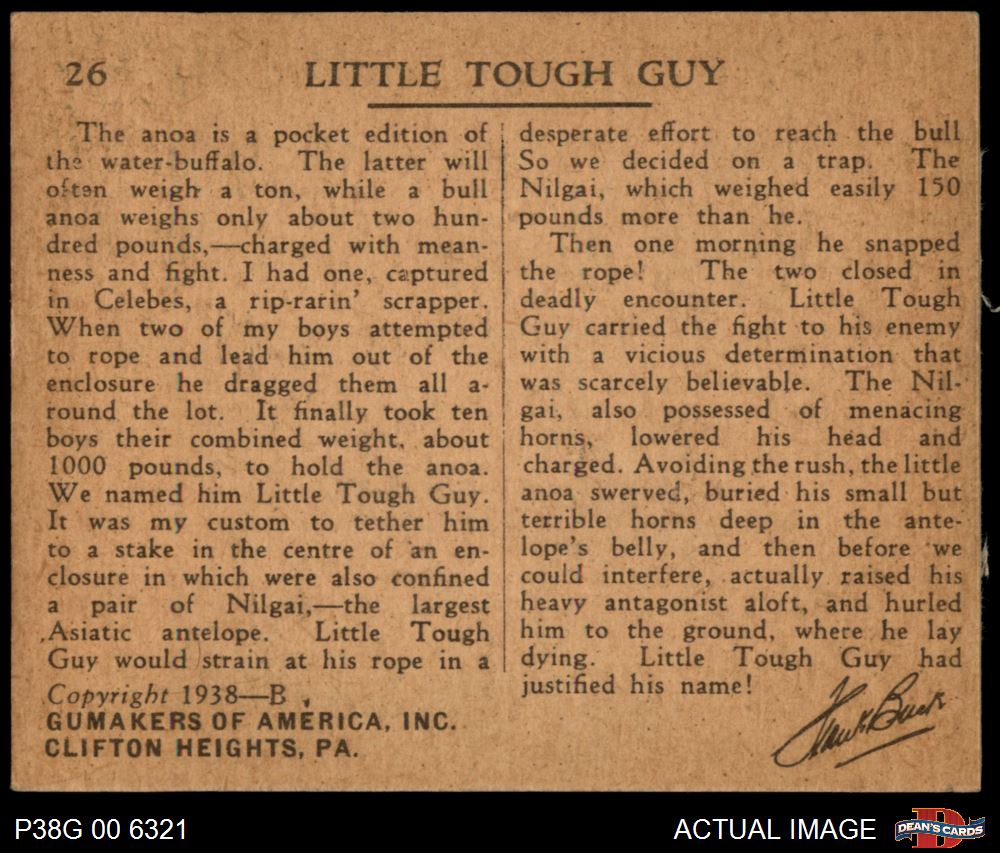 26
LITTLE TOUGH GUY
The anoa is a pocket edition of
the water-buffalo. The latter will
often weigh a ton, while a bull
anoa weighs only about two hun-
dred pounds,—charged with mean-
ness and fight. I had one, captured
in Celebes, a rip-rarin' scrapper.
When two of my boys attempted
to rope and lead him out of the
enclosure he dragged them all a-
round the lot. It finally took ten
boys their combined weight, about
1000 pounds, to hold the anoa.
We named him Little Tough Guy.
It was my custom to tether him
to a stake in the centre of an en-
closure in which were also confined
a pair of Nilgai,—the largest
Asiatic antelope. Little Tough
Guy would strain at his rope in a
desperate effort to reach the bull
So we decided on a trap. The
Nilgai, which weighed easily 150
pounds more than he.
Then one morning he snapped
the rope! The two closed in
deadly encounter. Little Tough
Guy carried the fight to his enemy
with a vicious determination that
was scarcely believable. The Nil-
gai, also possessed of menacing
horns, lowered his head and
charged. Avoiding the rush, the little
anoa swerved, buried his small but
terrible horns deep in the ante-
lope's belly, and then before we
could interfere, actually raised his
heavy antagonist aloft, and hurled
him to the ground, where he lay
dying. Little Tough Guy had
justified his name!
Frank Buck
Copyright 1938—B
GUMAKERS OF AMERICA, INC.
CLIFTON HEIGHTS, PA.
P38G 00 6321
ACTUAL IMAGE
D
DEAN'S CARDS